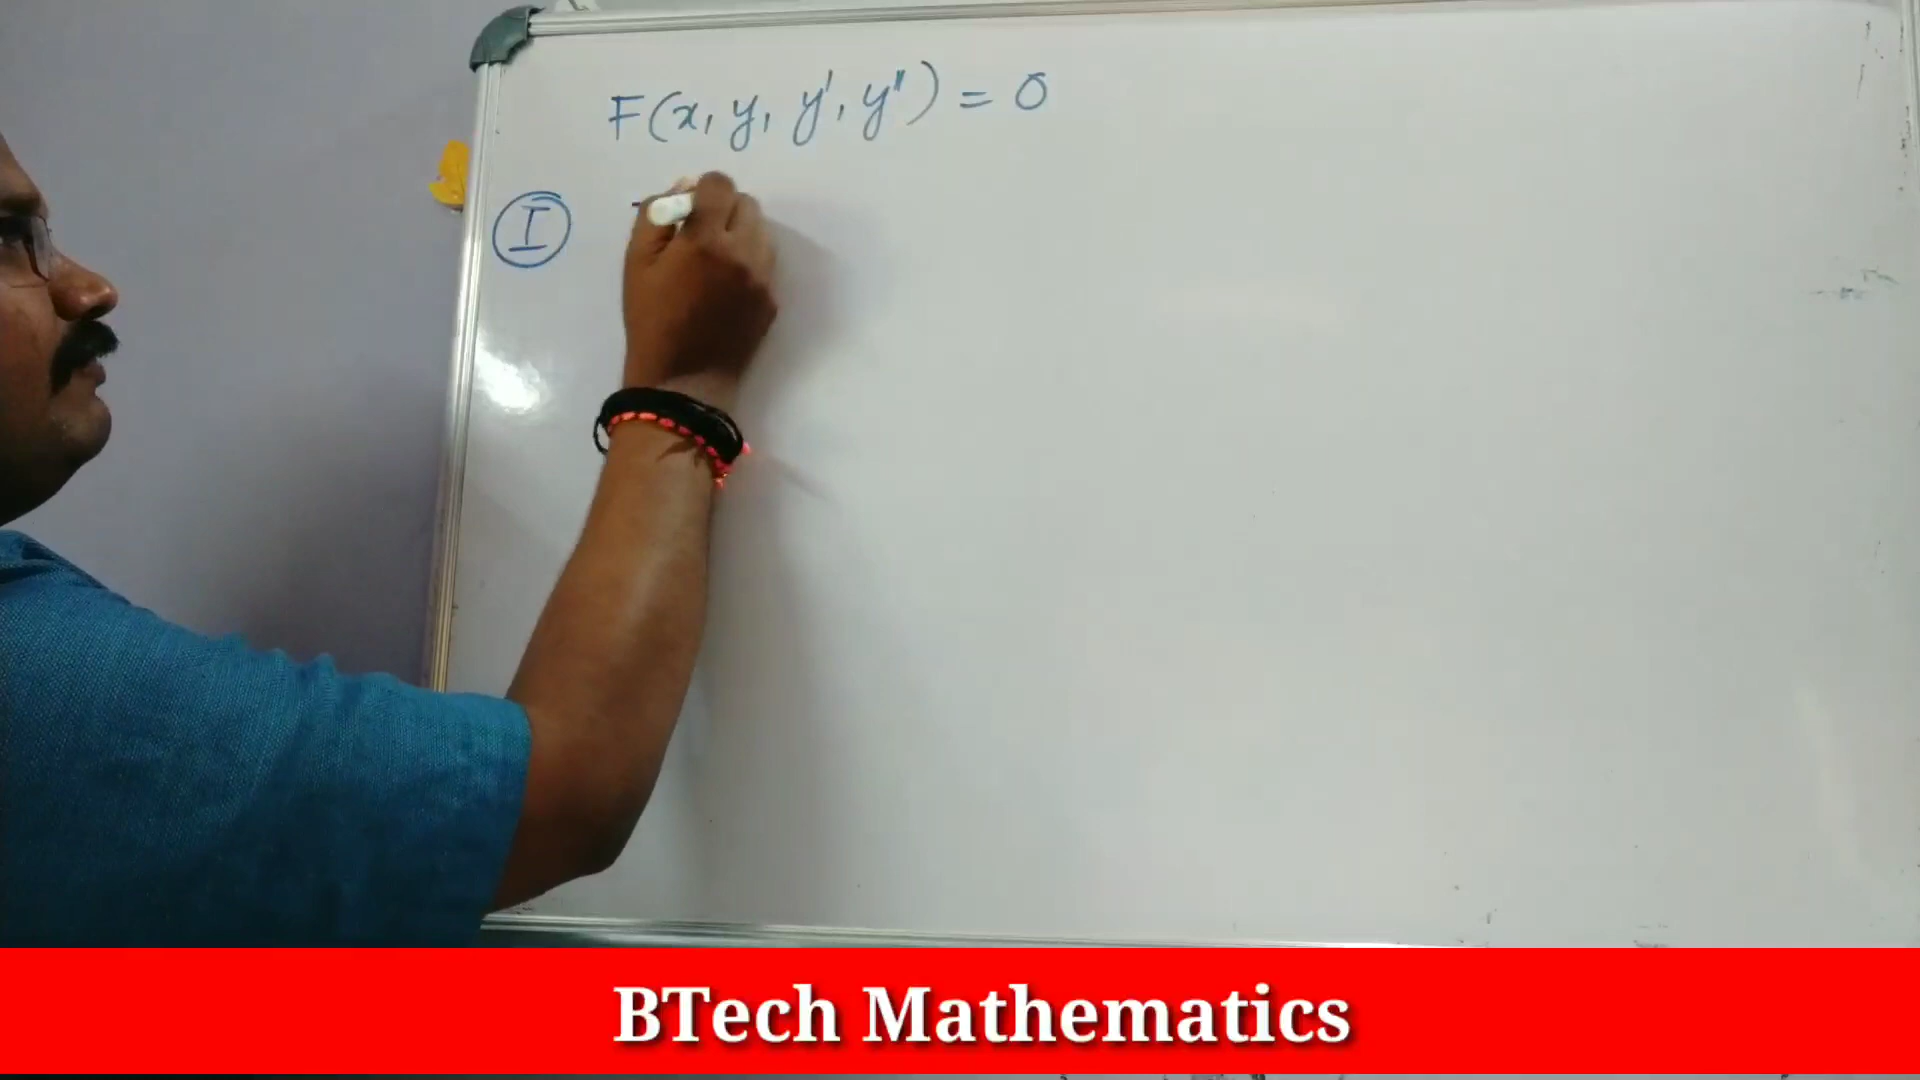 F(x, y, y', y'') = 0
I
BTech Mathematics